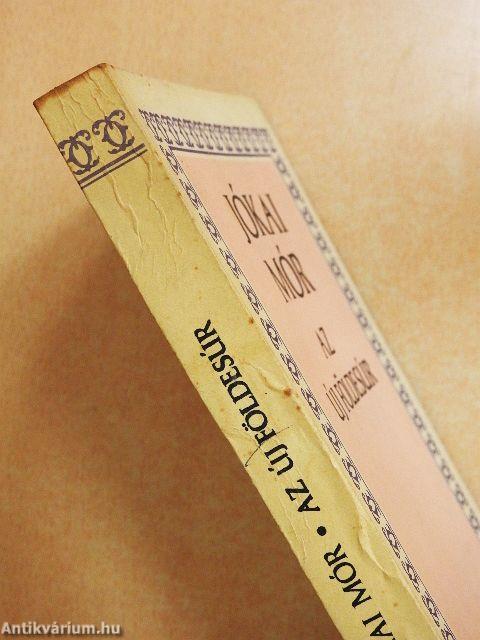 JÓKAI
MÓR
AZ
ÚJ FÖLDESÚR
AI MÓR • AZ ÚJ FÖLDESÚR
Antikvárium.hu